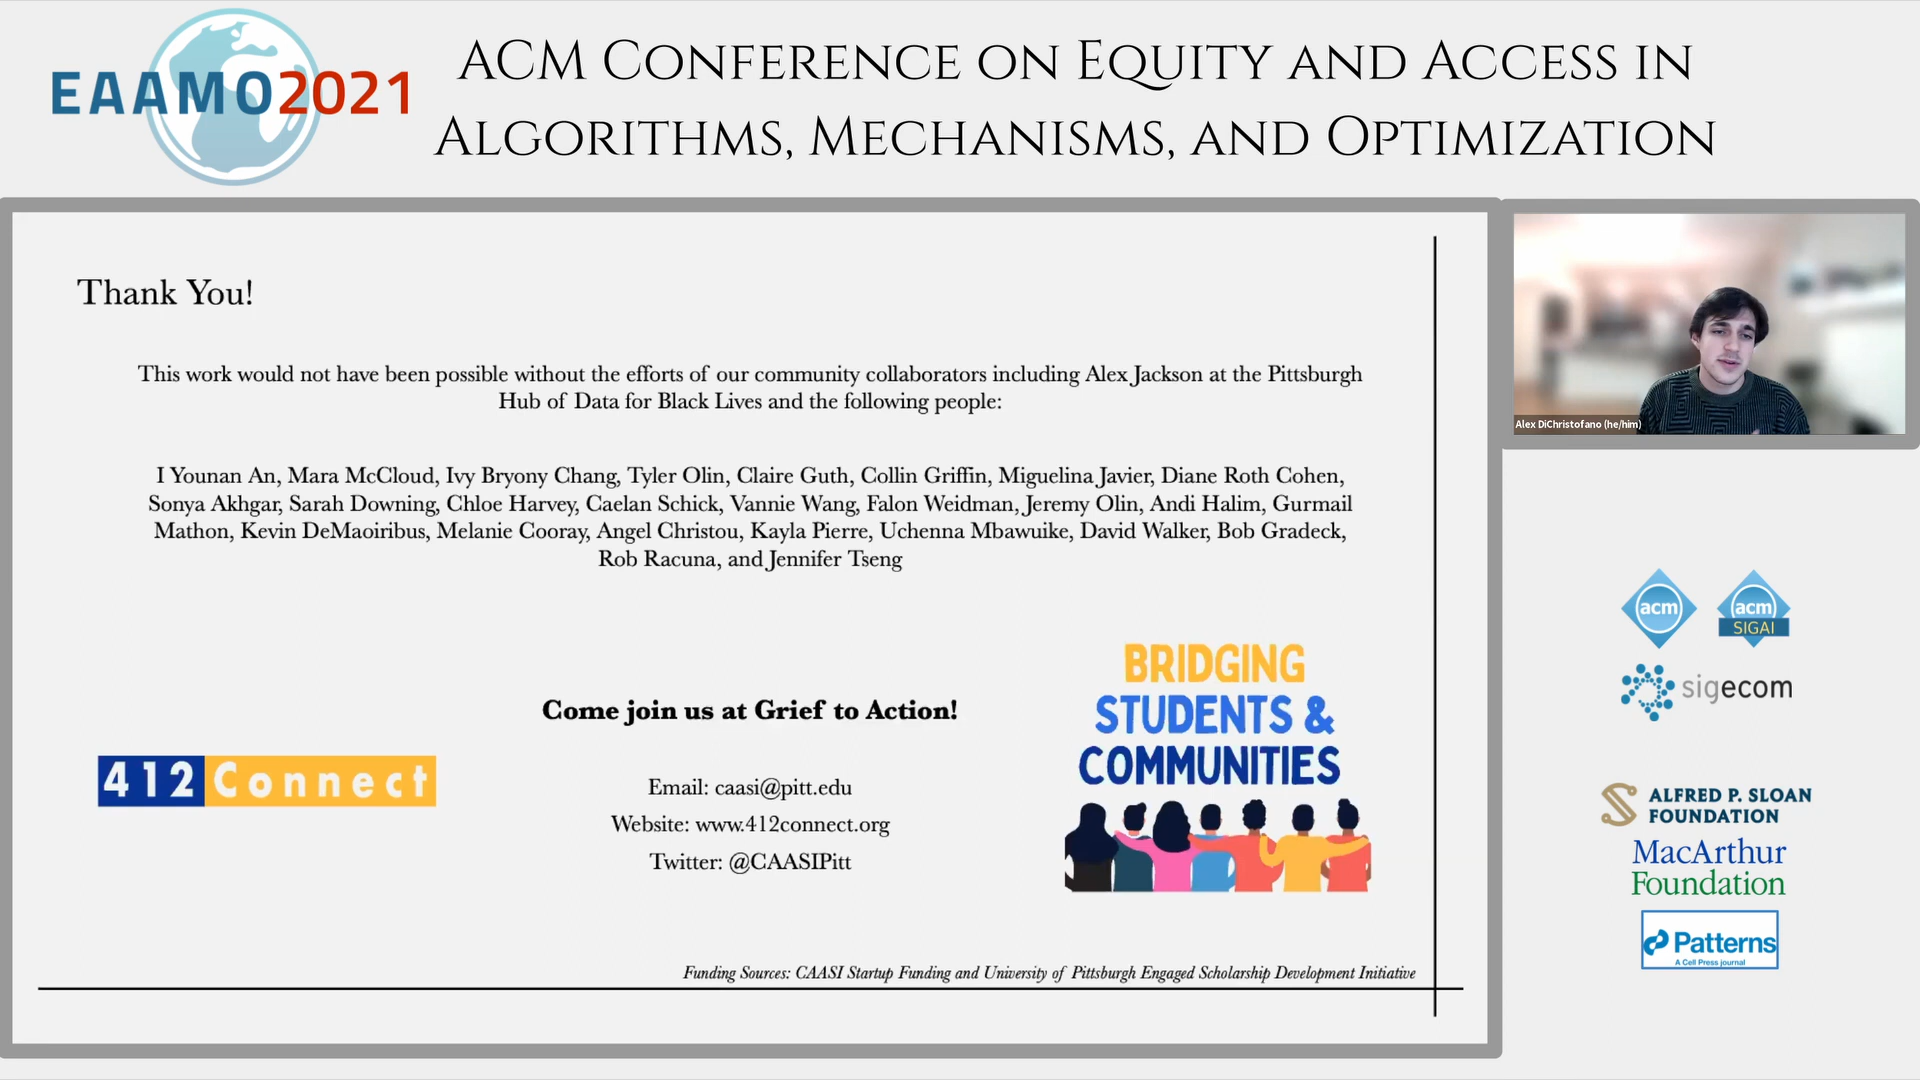 EAAMO2021
ACM Conference on Equity and Access in
Algorithms, Mechanisms, and Optimization
Thank You!
This work would not have been possible without the efforts of our community collaborators including Alex Jackson at the Pittsburgh
Hub of Data for Black Lives and the following people:
I Younan An, Mara McCloud, Ivy Bryony Chang, Tyler Olin, Claire Guth, Collin Griffin, Miguelina Javier, Diane Roth Cohen,
Sonya Akhgar, Sarah Downing, Chloe Harvey, Caelan Schick, Vannie Wang, Falon Weidman, Jeremy Olin, Andi Halim, Gurmail
Mathon, Kevin DeMaoiribus, Melanie Cooray, Angel Christou, Kayla Pierre, Uchenna Mbawuike, David Walker, Bob Gradeck,
Rob Racuna, and Jennifer Tseng
Come join us at Grief to Action!
412 Connect
Email: caasi@pitt.edu
Website: www.412connect.org
Twitter: @CAASIPitt
BRIDGING
STUDENTS &
COMMUNITIES
Funding Sources: CAASI Startup Funding and University of Pittsburgh Engaged Scholarship Development Initiative
Alex DiChristofano (he/him)
acm
acm
SIGAI
sigecom
ALFRED P. SLOAN
FOUNDATION
MacArthur
Foundation
Patterns
A Cell Press journal